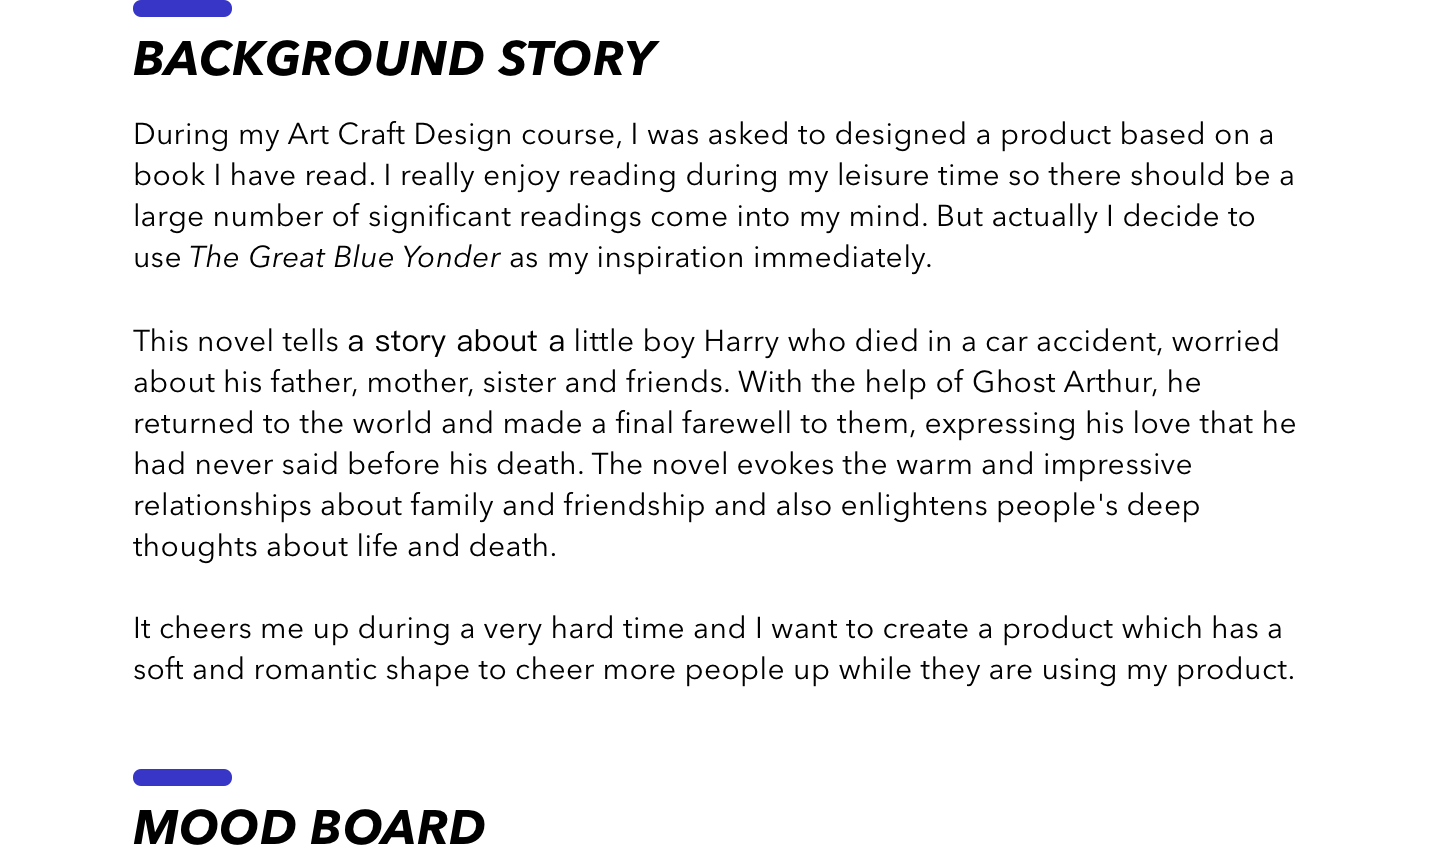 BACKGROUND STORY
During my Art Craft Design course, I was asked to designed a product based on a
book I have read. I really enjoy reading during my leisure time so there should be a
large number of significant readings come into my mind. But actually I decide to
use The Great Blue Yonder as my inspiration immediately.
This novel tells a story about a little boy Harry who died in a car accident, worried
about his father, mother, sister and friends. With the help of Ghost Arthur, he
returned to the world and made a final farewell to them, expressing his love that he
had never said before his death. The novel evokes the warm and impressive
relationships about family and friendship and also enlightens people's deep
thoughts about life and death.
It cheers me up during a very hard time and I want to create a product which has a
soft and romantic shape to cheer more people up while they are using my product.
MOOD BOARD